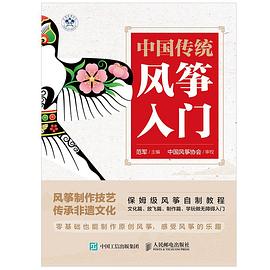 中国传统
风筝
入门
范军/主编 中国风筝协会/审校
风筝制作技艺
传承非遗文化
保姆级风筝自制教程
文化篇、放飞篇、制作篇，学玩做无障碍入门
零基础也能制作原创风筝，感受风筝的乐趣
中国工信出版集团
人民邮电出版社